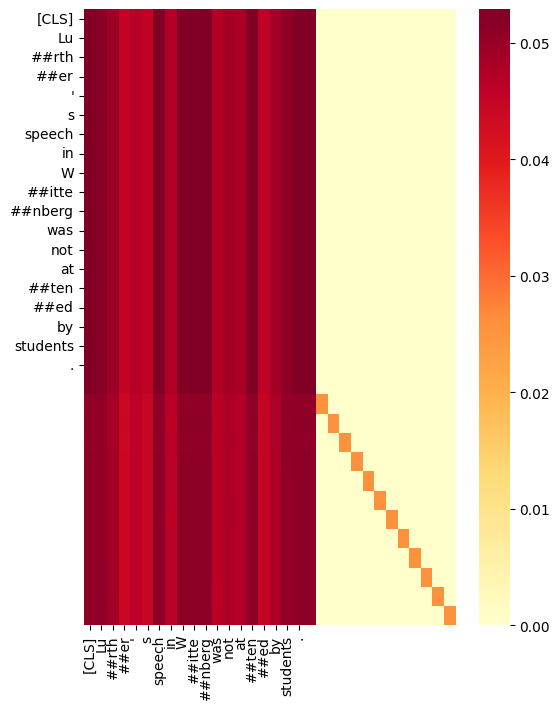 [CLS]
Lu
##rth
##er
'
s
speech
in
W
##itte
##nberg
was
not
at
##ten
##ed
by
students
.
0.05
0.04
0.03
0.02
0.01
0.00
[CLS]
Lu
##rth
##er
'
s
speech
in
W
##itte
##nberg
was
not
at
##ten
##ed
by
students
.